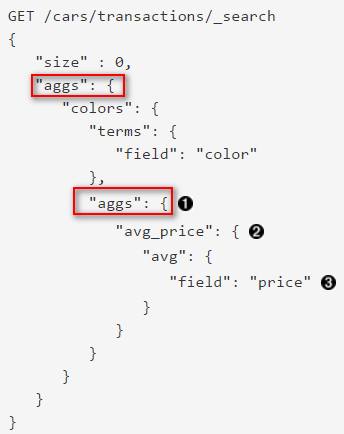 GET /cars/transactions/_search
{
   "size" : 0,
   "aggs": {
      "colors": {
         "terms": {
            "field": "color"
         },
         "aggs": { ❶
            "avg_price": { ❷
               "avg": {
                  "field": "price" ❸
               }
            }
         }
      }
   }
}